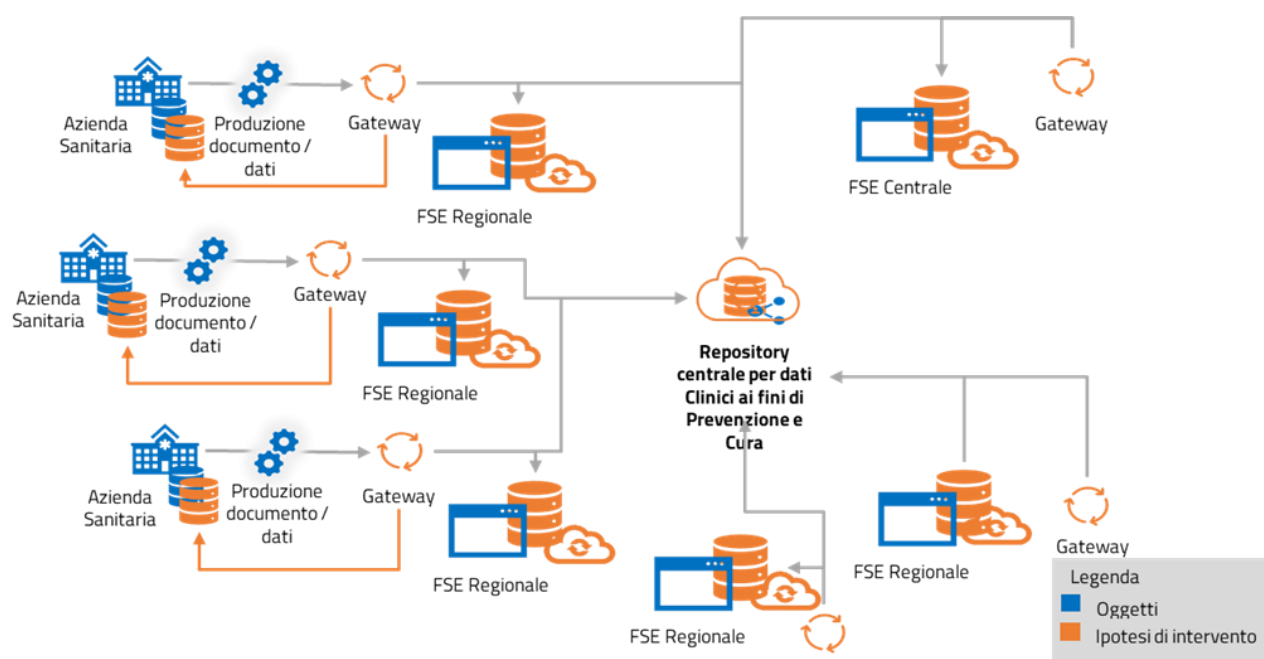 Azienda
Sanitaria
Produzione
documento /
dati
Gateway
FSE Regionale
FSE Centrale
Gateway
Azienda
Sanitaria
Produzione
documento /
dati
Gateway
FSE Regionale
Repository
centrale per dati
Clinici ai fini di
Prevenzione e
Cura
Azienda
Sanitaria
Produzione
documento /
dati
Gateway
FSE Regionale
FSE Regionale
FSE Regionale
Gateway
Legenda
Oggetti
Ipotesi di intervento